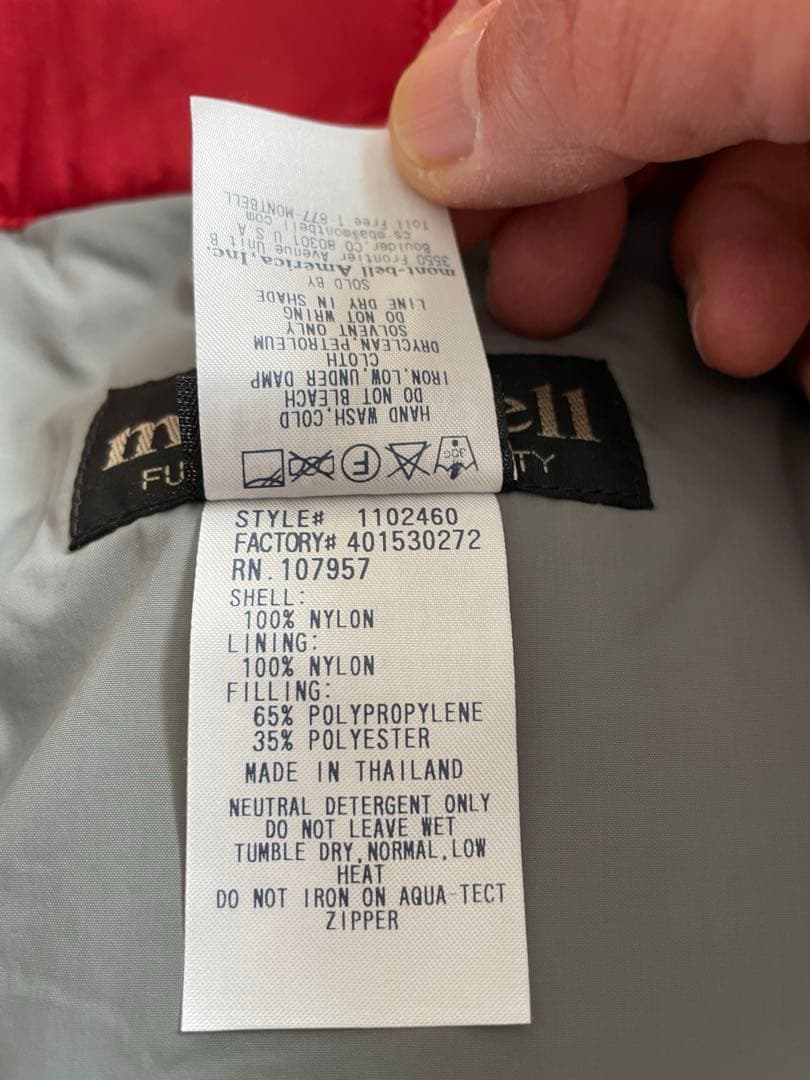 Toll Free 1-877-MONTBELL
Boulder, CO 80301 U S A
3550 Frontier Avenue Unit B
mont-bell America, Inc.
SOLD BY
LINE DRY IN SHADE
DO NOT WRING
SOLVENT ONLY
DRYCLEAN, PETROLEUM
CLOTH
IRON, LOW UNDER DAMP
DO NOT BLEACH
HAND WASH, COLD
F
30C
m
ell
FU
TY
STYLE# 1102460
FACTORY# 401530272
RN. 107957
SHELL:
100% NYLON
LINING:
100% NYLON
FILLING:
65% POLYPROPYLENE
35% POLYESTER
MADE IN THAILAND
NEUTRAL DETERGENT ONLY
DO NOT LEAVE WET
TUMBLE DRY, NORMAL, LOW
HEAT
DO NOT IRON ON AQUA-TECT
ZIPPER